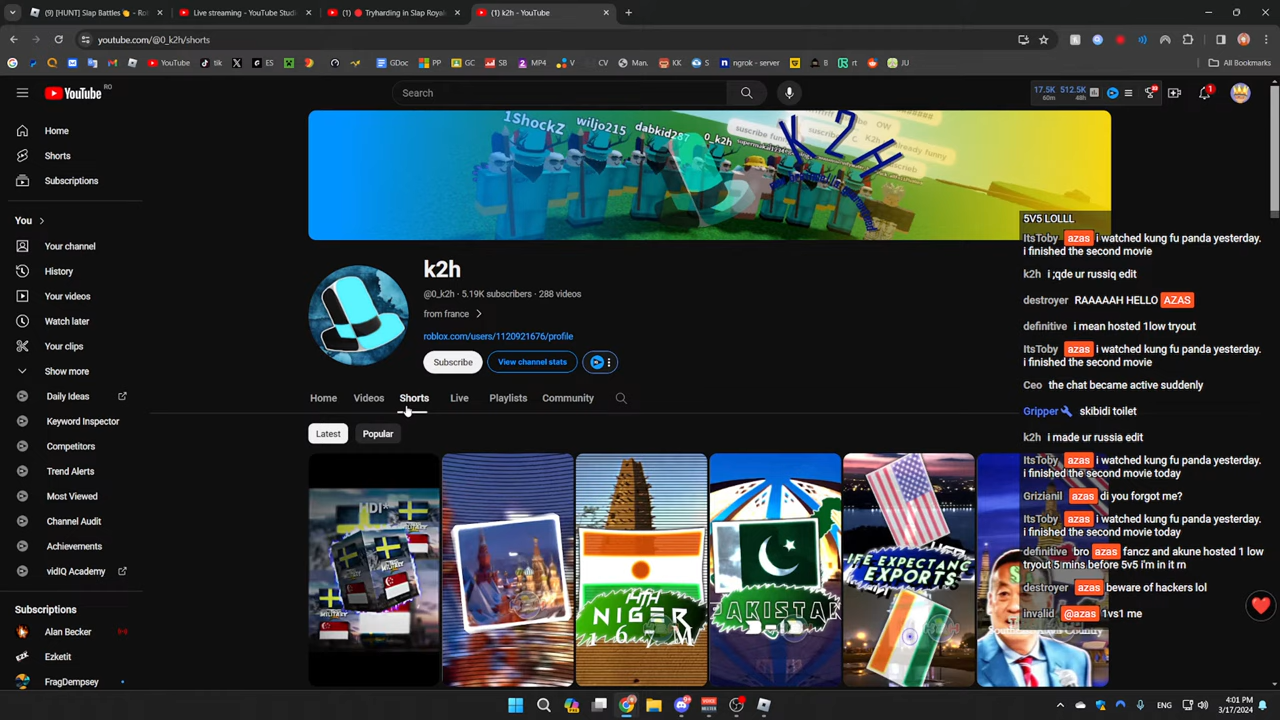 (9) [HUNT] Slap Battles👏 - Ro
Live streaming - YouTube Studi
(1) 🔴 Tryharding in Slap Royal
(1) k2h - YouTube
youtube.com/@0_k2h/shorts
YouTube
tik
X
ES
GDoc
PP
GC
SB
MP4
V
CV
Man.
KK
S
ngrok - server
B
rt
JU
All Bookmarks
YouTube RO
Search
17.5K 60m
512.5K 48h
Home
Shorts
Subscriptions
You
Your channel
History
Your videos
Watch later
Your clips
Show more
Daily Ideas
Keyword Inspector
Competitors
Trend Alerts
Most Viewed
Channel Audit
Achievements
vidIQ Academy
Subscriptions
Alan Becker
Ezketit
FragDempsey
1ShockZ
wiljo215
dabkid287
0_k2h
K2H
k2h
@0_k2h · 5.19K subscribers · 288 videos
from france
roblox.com/users/1120921676/profile
Subscribe
View channel stats
Home
Videos
Shorts
Live
Playlists
Community
Latest
Popular
MILITARY
NIGER
PAKISTAN
LIFE EXPECTANC
EXPORTS
5V5 LOLLL
ItsToby azas i watched kung fu panda yesterday.
i finished the second movie
k2h i ;qde ur russiq edit
destroyer RAAAAAH HELLO AZAS
definitive i mean hosted 1low tryout
ItsToby azas i watched kung fu panda yesterday.
i finished the second movie
Ceo the chat became active suddenly
Gripper skibidi toilet
k2h i made ur russia edit
ItsToby azas i watched kung fu panda yesterday.
i finished the second movie today
Grizianil azas di you forgot me?
ItsToby azas i watched kung fu panda yesterday.
i finished the second movie today
definitive bro azas fanuz and akune hosted 1 low
tryout 5 mins before 5v5 i'm in it m
destroyer azas beware of hackers lol
invalid @azas 1vs1 me
ENG
4:01 PM
3/17/2024